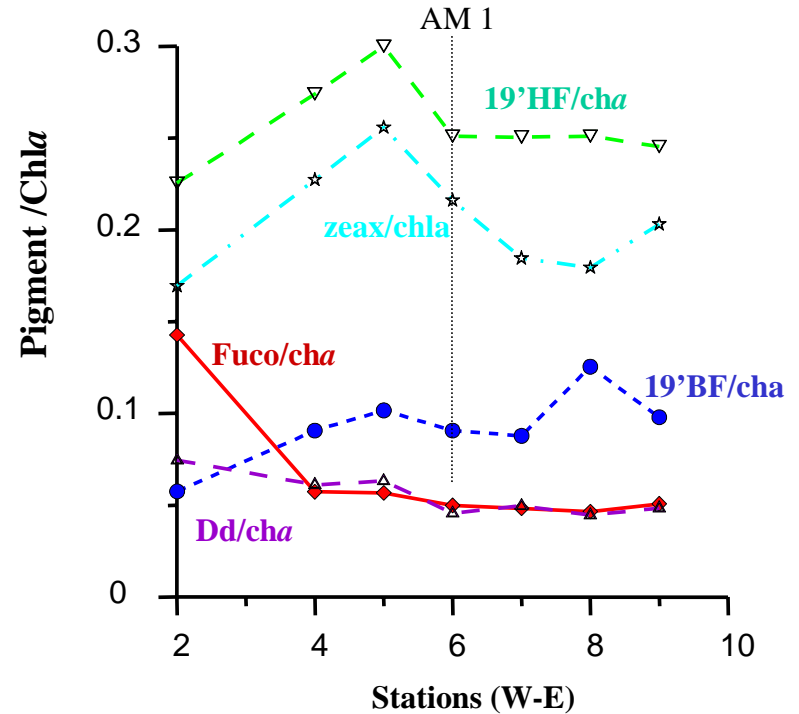 AM 1
0.3
0.2
0.1
0
Pigment /Chla
19’HF/cha
zeax/chla
Fuco/cha
19’BF/cha
Dd/cha
2 4 6 8 10
Stations (W-E)